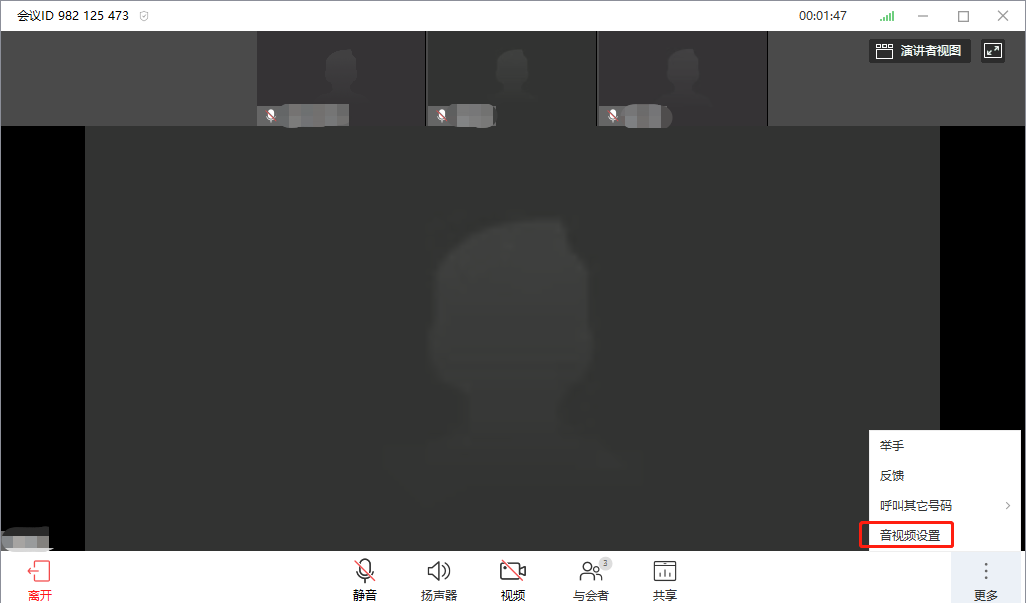 会议ID 982 125 473
00:01:47
演讲者视图
举手
反馈
呼叫其它号码
音视频设置
离开
静音
扬声器
视频
3
与会者
共享
更多